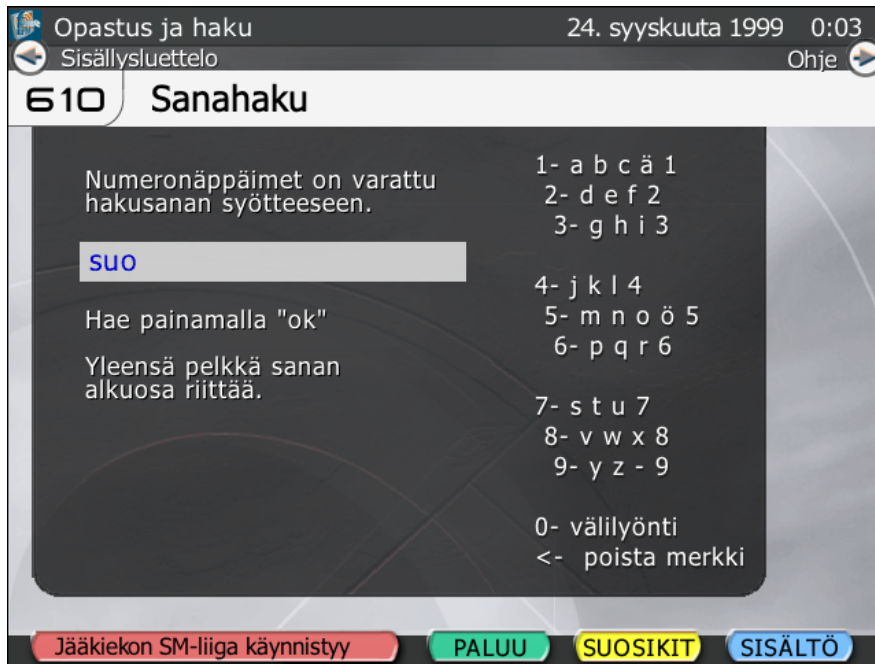 Opastus ja haku
24. syyskuuta 1999 0:03
Sisällysluettelo
Ohje
610 Sanahaku
Numeronäppäimet on varattu
hakusanan syötteeseen.
suo
Hae painamalla "ok"
Yleensä pelkkä sanan
alkuosa riittää.
1- a b c ä 1
2- d e f 2
3- g h i 3
4- j k l 4
5- m n o ö 5
6- p q r 6
7- s t u 7
8- v w x 8
9- y z - 9
0- välilyönti
<- poista merkki
Jääkiekon SM-liiga käynnistyy
PALUU
SUOSIKIT
SISÄLTÖ